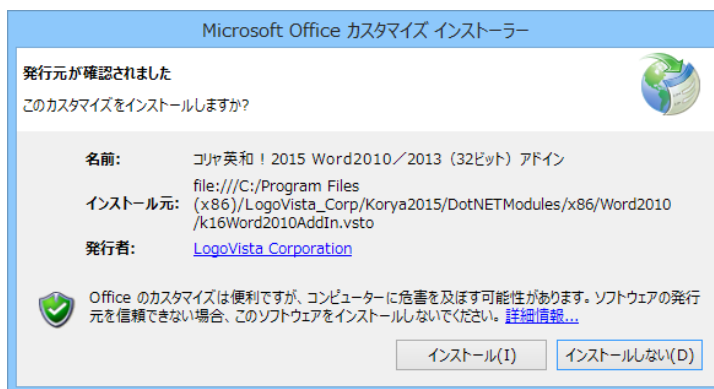 Microsoft Office カスタマイズ インストーラー
発行元が確認されました
このカスタマイズをインストールしますか?
名前: コリャ英和!2015 Word2010/2013 (32ビット) アドイン
インストール元: file:///C:/Program Files
(x86)/LogoVista_Corp/Korya2015/DotNETModules/x86/Word2010
/k16Word2010AddIn.vsto
発行者: LogoVista Corporation
Office のカスタマイズは便利ですが、コンピューターに危害を及ぼす可能性があります。ソフトウェアの発行
元を信頼できない場合、このソフトウェアをインストールしないでください。詳細情報...
インストール(I) インストールしない(D)